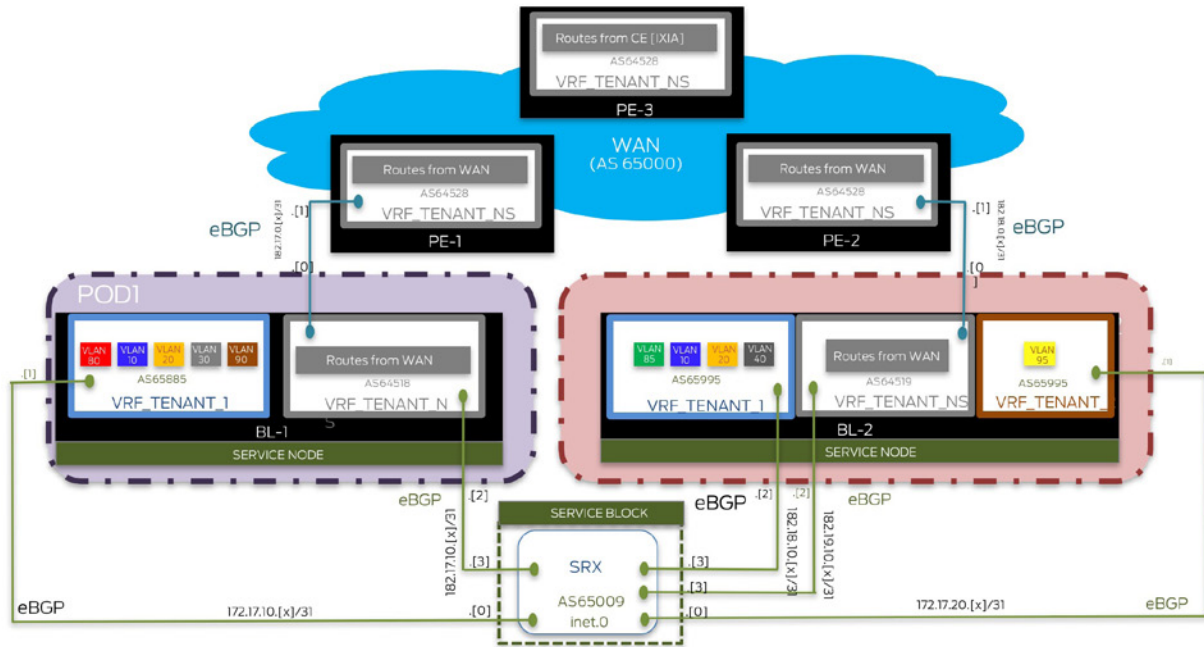 Routes from CE [IXIA]
AS64528
VRF_TENANT_NS
PE-3
WAN
(AS 65000)
Routes from WAN
AS64528
VRF_TENANT_NS
PE-1
Routes from WAN
AS64528
VRF_TENANT_NS
PE-2
eBGP
182.17.0.[x]/31
.[1]
.[0]
.[1]
182.18.0.[x]/31
eBGP
.[0
]
POD1
VLAN
80
VLAN
10
VLAN
20
VLAN
30
VLAN
90
AS65885
VRF_TENANT_1
Routes from WAN
AS64518
VRF_TENANT_N
S
BL-1
SERVICE NODE
VLAN
85
VLAN
10
VLAN
20
VLAN
40
AS65995
VRF_TENANT_1
Routes from WAN
AS64519
VRF_TENANT_NS
VLAN
95
AS65995
VRF_TENANT_
BL-2
SERVICE NODE
.[1]
eBGP
.[2]
182.17.10.[x]/31
.[3]
eBGP
.[2]
.[2]
eBGP
182.18.10.[x]/31
182.19.10.[x]/31
SERVICE BLOCK
SRX
AS65009
inet.0
.[3]
.[3]
eBGP
172.17.10.[x]/31
.[0]
.[0]
172.17.20.[x]/31
eBGP